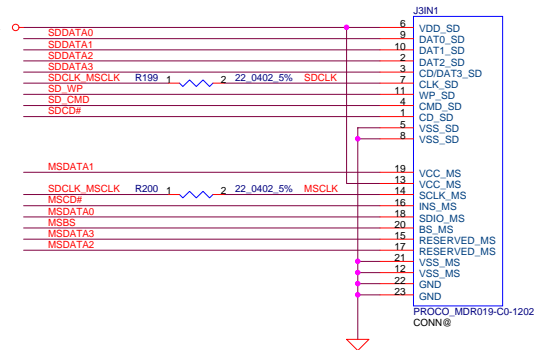 J3IN1
6 VDD_SD
SDDATA0 9 DAT0_SD
SDDATA1 10 DAT1_SD
SDDATA2 2 DAT2_SD
SDDATA3 3 CD/DAT3_SD
SDCLK_MSCLK R199 1 2 22_0402_5% SDCLK 7 CLK_SD
SD_WP 11 WP_SD
SD_CMD 4 CMD_SD
SDCD# 1 CD_SD
5 VSS_SD
8 VSS_SD
MSDATA1 19 VCC_MS
13 VCC_MS
SDCLK_MSCLK R200 1 2 22_0402_5% MSCLK 14 SCLK_MS
MSCD# 16 INS_MS
MSDATA0 18 SDIO_MS
MSBS 20 BS_MS
MSDATA3 15 RESERVED_MS
MSDATA2 17 RESERVED_MS
21 VSS_MS
12 VSS_MS
22 GND
23 GND
PROCO_MDR019-C0-1202
CONN@